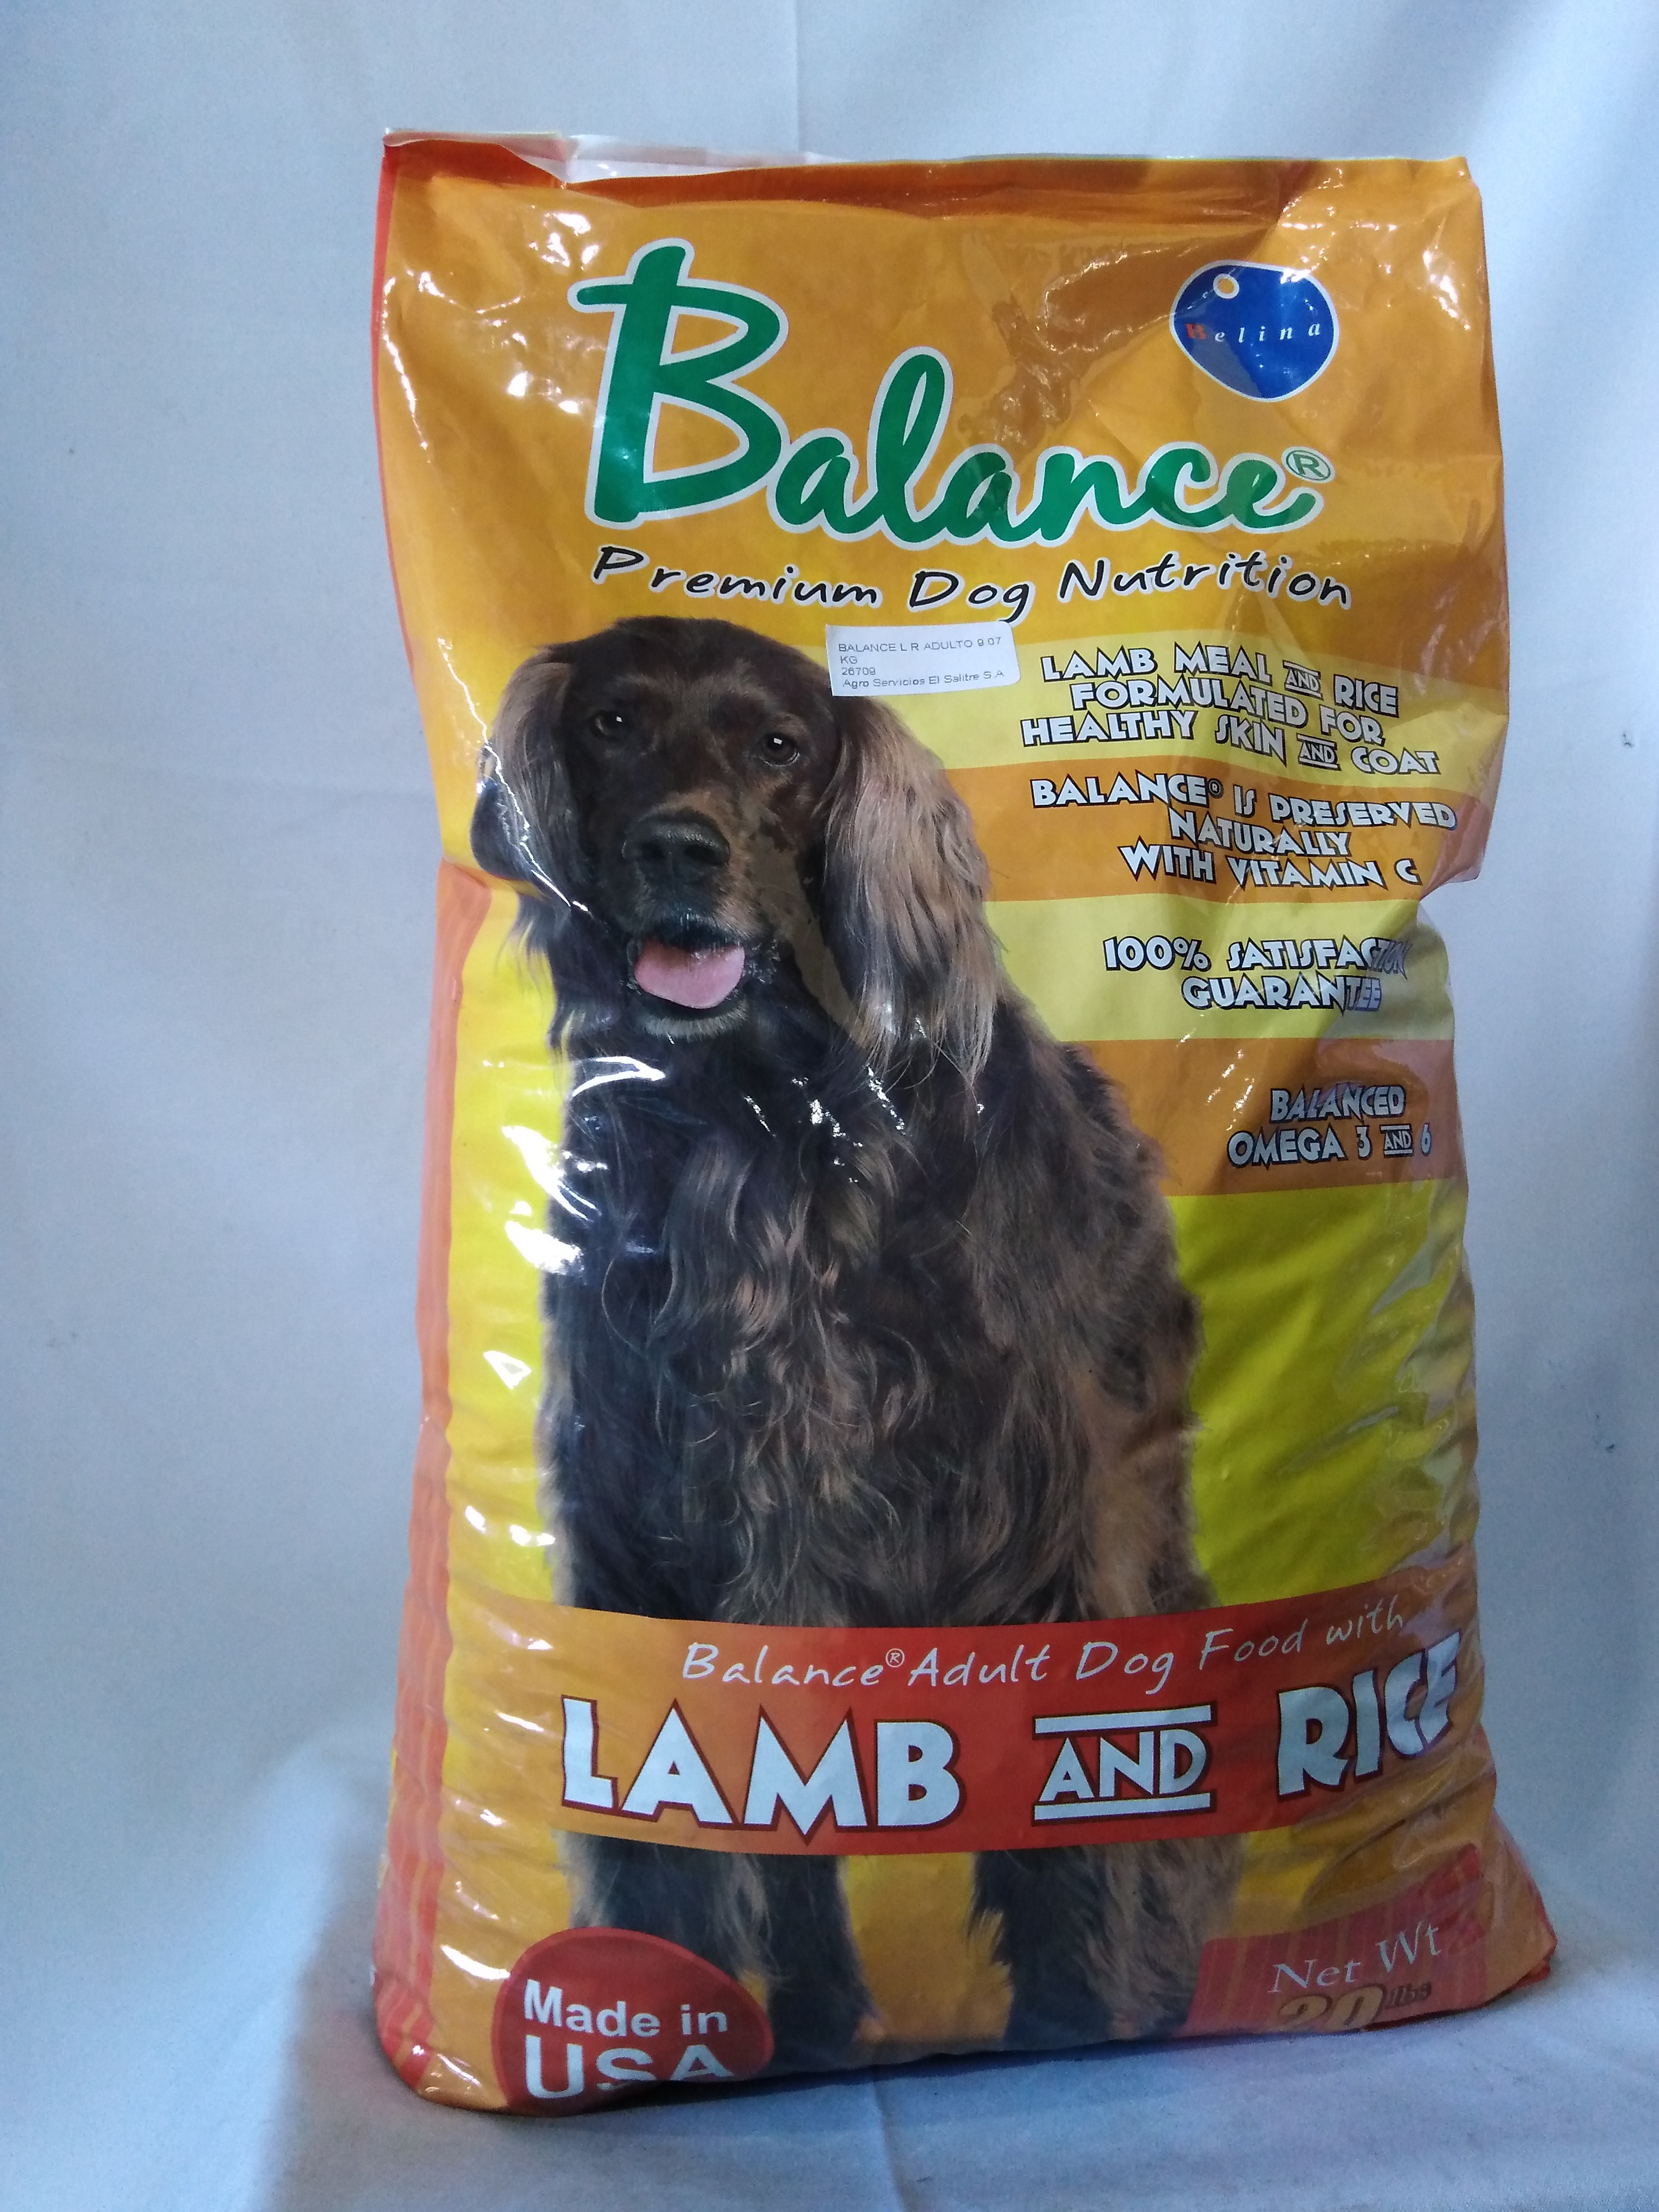 Balance®
Belina
Premium Dog Nutrition
BALANCE L R ADULTO 9 07
KG
26709
Agro Servicios El Salitre S A
LAMB MEAL AND RICE
FORMULATED FOR
HEALTHY SKIN AND COAT
BALANCE® IS PRESERVED
NATURALLY
WITH VITAMIN C
100% SATISFACTION
GUARANTEE
BALANCED
OMEGA 3 AND 6
Balance® Adult Dog Food with
LAMB AND RICE
Made in
USA
Net Wt
20 lbs